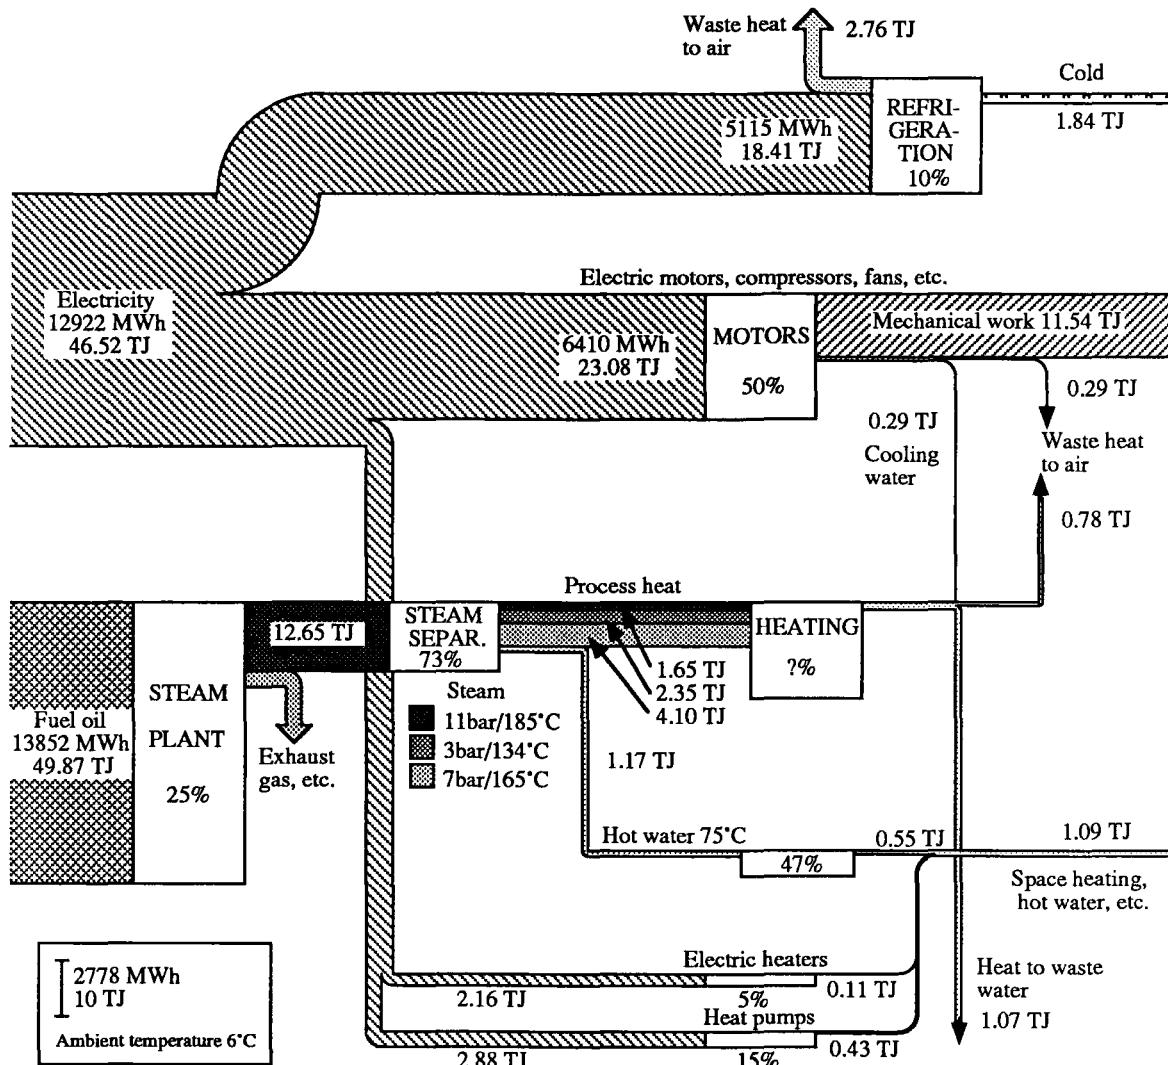 Waste heat
to air
2.76 TJ
Cold
1.84 TJ
5115 MWh
18.41 TJ
REFRI-
GERA-
TION
10%
Electric motors, compressors, fans, etc.
Electricity
12922 MWh
46.52 TJ
6410 MWh
23.08 TJ
MOTORS
50%
Mechanical work 11.54 TJ
0.29 TJ
Cooling
water
0.29 TJ
Waste heat
to air
0.78 TJ
Process heat
12.65 TJ
STEAM
SEPAR.
73%
HEATING
?%
1.65 TJ
2.35 TJ
4.10 TJ
Steam
11bar/185°C
3bar/134°C
7bar/165°C
Fuel oil
13852 MWh
49.87 TJ
STEAM
PLANT
25%
Exhaust
gas, etc.
1.17 TJ
Hot water 75°C
47%
0.55 TJ
1.09 TJ
Space heating,
hot water, etc.
Electric heaters
2.16 TJ
5%
0.11 TJ
Heat pumps
2.88 TJ
15%
0.43 TJ
Heat to waste
water
1.07 TJ
2778 MWh
10 TJ
Ambient temperature 6°C